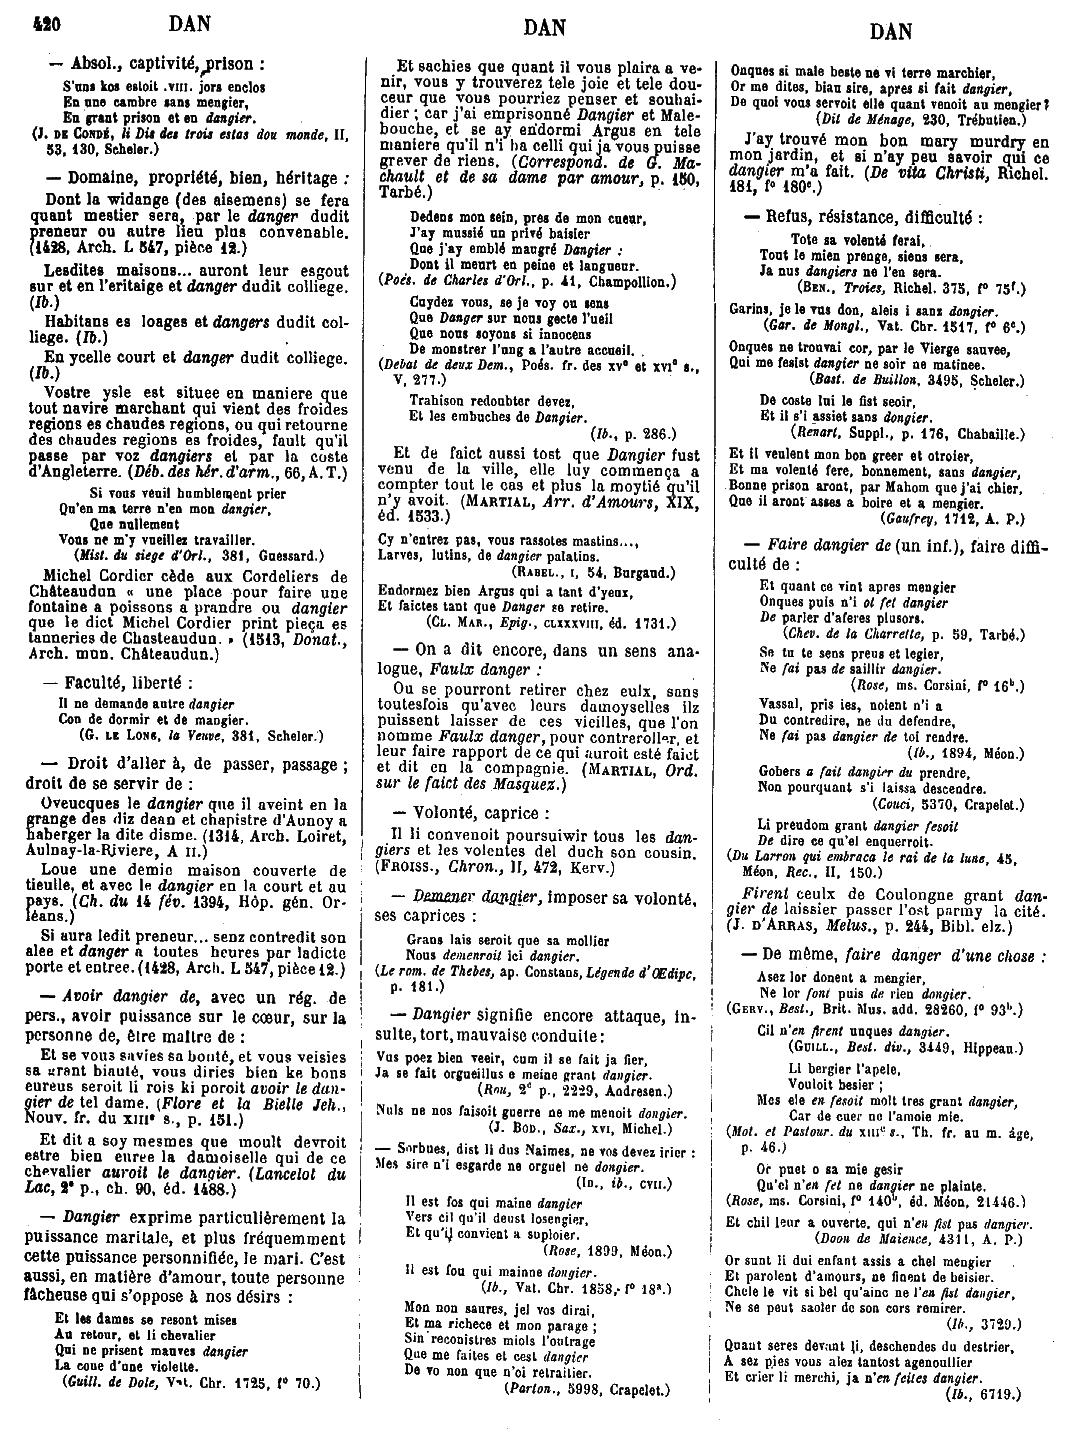 420 DAN DAN DAN
— Absol., captivité, prison :
S'uns kos estoit .VIII. jors enclos
En une cambre sans mengier,
En grant prison et en dangier.
(J. DE CONDÉ, li Dis des trois estas dou monde, II,
53, 130, Scheler.)
— Domaine, propriété, bien, héritage :
Dont la widange (des aisemens) se fera
quant mestier sera, par le danger dudit
preneur ou autre lieu plus convenable.
(1428, Arch. L 547, pièce 12.)
Lesdites maisons... auront leur esgout
sur et en l'eritaige et danger dudit colliege.
(Ib.)
Habitans es loages et dangers dudit col-
liege. (Ib.)
En ycelle court et danger dudit colliege.
(Ib.)
Vostre ysle est situee en maniere que
tout navire marchant qui vient des froides
regions es chaudes regions, ou qui retourne
des chaudes regions es froides, fault qu'il
passe par voz dangiers et par la coste
d'Angleterre. (Déb. des hér. d'arm., 66, A. T.)
Si vous veuil humblement prier
Qu'en ma terre n'en mon dangier,
Que nullement
Vous ne m'y vueillez travailler.
(Mist. du siege d'Orl., 381, Guessard.)
Michel Cordier cède aux Cordeliers de
Châteaudun « une place pour faire une
fontaine a poissons a prandre ou dangier
que le dict Michel Cordier print pieça es
tanneries de Chasteaudun. » (1513, Donat.,
Arch. mun. Châteaudun.)
— Faculté, liberté :
Il ne demande autre dangier
Con de dormir et de mangier.
(G. LE LONG, la Veuve, 381, Scheler.)
— Droit d'aller à, de passer, passage ;
droit de se servir de :
Oveucques le dangier que il aveint en la
grange des diz dean et chapistre d'Aunoy a
haberger la dite disme. (1314, Arch. Loiret,
Aulnay-la-Riviere, A II.)
Loue une demie maison couverte de
tieulle, et avec le dangier en la court et ou
pays. (Ch. du 14 fév. 1394, Hôp. gén. Or-
léans.)
Si aura ledit preneur... senz contredit son
alee et danger a toutes heures par ladicte
porte et entree. (1428, Arch. L 547, pièce 12.)
— Avoir dangier de, avec un rég. de
pers., avoir puissance sur le cœur, sur la
personne de, être maître de :
Et se vous savies sa bonté, et vous veisies
sa grant biauté, vous diries bien ke bons
eureus seroit li rois ki poroit avoir le dan-
gier de tel dame. (Flore et la Bielle Jeh.,
Nouv. fr. du XIIIe s., p. 151.)
Et dit a soy mesmes que moult devroit
estre bien euree la damoiselle qui de ce
chevalier auroit le dangier. (Lancelot du
Lac, 2e p., ch. 90, éd. 1488.)
— Dangier exprime particulièrement la
puissance maritale, et plus fréquemment
cette puissance personnifiée, le mari. C'est
aussi, en matière d'amour, toute personne
fâcheuse qui s'oppose à nos désirs :
Et les dames se resont mises
Au retour, et li chevalier
Qui ne prisent mauves dangier
La coue d'une violete.
(Guill. de Dole, Vat. Chr. 1725, fo 70.)
Et sachies que quant il vous plaira a ve-
nir, vous y trouverez tele joie et tele dou-
ceur que vous pourriez penser et souhai-
dier ; car j'ai emprisonné Dangier et Male-
bouche, et se ay endormi Argus en tele
maniere qu'il n'i ha celli qui ja vous puisse
grever de riens. (Correspond. de G. Ma-
chault et de sa dame par amour, p. 150,
Tarbé.)
Dedens mon sein, pres de mon cueur,
J'ay mussié un privé baisier
Que j'ay emblé maugré Dangier :
Dont il meurt en peine et langueur.
(Poés. de Charles d'Orl., p. 41, Champollion.)
Cuydez vous, se je voy ou sens
Que Danger sur nous gecte l'ueil
Que nous soyons si innocens
De monstrer l'ung a l'autre accueil.
(Debat de deux Dem., Poés. fr. des XVe et XVIe s.,
V, 277.)
Trahison redoubter devez,
Et les embuches de Dangier.
(Ib., p. 286.)
Et de faict aussi tost que Dangier fust
venu de la ville, elle luy commença a
compter tout le cas et plus la moytié qu'il
n'y avoit. (MARTIAL, Arr. d'Amours, XIX,
éd. 1533.)
Cy n'entrez pas, vous rassotes mastins...,
Larves, lutins, de dangier palatins.
(RABEL., I, 54, Burgaud.)
Endormez bien Argus qui a tant d'yeux,
Et faictes tant que Danger se retire.
(CL. MAR., Epig., CLXXXVIII, éd. 1731.)
— On a dit encore, dans un sens ana-
logue, Faulx danger :
Ou se pourront retirer chez eulx, sans
toutesfois qu'avec leurs damoyselles ilz
puissent laisser de ces vieilles, que l'on
nomme Faulx danger, pour contreroller, et
leur faire rapport de ce qui auroit esté faict
et dit en la compagnie. (MARTIAL, Ord.
sur le faict des Masquez.)
— Volonté, caprice :
Il li convenoit poursuiwir tous les dan-
giers et les volentes del duch son cousin.
(FROISS., Chron., II, 472, Kerv.)
— Demener dangier, imposer sa volonté,
ses caprices :
Grans lais seroit que sa mollier
Nous demenroit ici dangier.
(Le rom. de Thebes, ap. Constans, Légende d'Œdipe,
p. 181.)
— Dangier signifie encore attaque, in-
sulte, tort, mauvaise conduite :
Vus poez bien veeir, cum il se fait ja fier,
Ja se fait orgueillus e meine grant dangier.
(Rou, 2e p., 2229, Andresen.)
Nuls ne nos faisoit guerre ne me menoit dongier.
(J. BOD., Sax., XVI, Michel.)
— Sorbues, dist li dus Naimes, ne vos devez irier :
Mes sire n'i esgarde ne orguel ne dongier.
(ID., ib., CVII.)
Il est fos qui maine dangier
Vers cil qu'il deust losengier,
Et qu'il convient a suploier.
(Rose, 1899, Méon.)
Il est fou qui mainne dongier.
(Ib., Vat. Chr. 1858, fo 18a.)
Mon non saures, jel vos dirai,
Et ma richece et mon parage ;
Sin reconistres miols l'outrage
Que me faites et cest dangier
De vo non que n'oi retraitier.
(Parton., 5998, Crapelet.)
Onques si male beste ne vi terre marchier,
Or me dites, biau sire, apres si fait dangier,
De quoi vous servoit elle quant venoit au mengier ?
(Dit de Ménage, 230, Trébutien.)
J'ay trouvé mon bon mary murdry en
mon jardin, et si n'ay peu savoir qui ce
dangier m'a fait. (De vita Christi, Richel.
181, fo 180c.)
— Refus, résistance, difficulté :
Tote sa volenté ferai,
Tout le mien prenge, siens sera,
Ja nus dangiers ne l'en sera.
(BEN., Troies, Richel. 375, fo 75f.)
Garins, je le vus don, aleis i sans dongier.
(Gar. de Mongl., Vat. Chr. 1517, fo 6c.)
Onques ne trouvai cor, par le Vierge sauvee,
Qui me fesist dangier ne soir ne matinee.
(Bast. de Buillon, 3495, Scheler.)
De coste lui le fist seoir,
Et il s'i assiet sans dongier.
(Renart, Suppl., p. 176, Chabaille.)
Et il veulent mon bon greer et otroier,
Et ma volenté fere, bonnement, sans dangier,
Bonne prison aront, par Mahom que j'ai chier,
Que il aront asses a boire et a mengier.
(Gaufrey, 1712, A. P.)
— Faire dangier de (un inf.), faire diffi-
culté de :
Et quant ce vint apres mengier
Onques puis n'i ot fet dangier
De parler d'aferes plusors.
(Chev. de la Charrette, p. 59, Tarbé.)
Se tu te sens preus et legier,
Ne fai pas de saillir dangier.
(Rose, ms. Corsini, fo 16b.)
Vassal, pris ies, noient n'i a
Du contredire, ne du defendre,
Ne fai pas dangier de toi rendre.
(Ib., 1894, Méon.)
Gobers a fait dangier du prendre,
Non pourquant s'i laissa descendre.
(Couci, 5370, Crapelet.)
Li preudom grant dangier fesoit
De dire ce qu'el enquerroit.
(Du Larron qui embraca le rai de la lune, 45,
Méon, Rec., II, 150.)
Firent ceulx de Coulongne grant dan-
gier de laissier passer l'ost parmy la cité.
(J. D'ARRAS, Melus., p. 244, Bibl. elz.)
— De même, faire danger d'une chose :
Asez lor donent a mengier,
Ne lor font puis de rien dongier.
(GERV., Best., Brit. Mus. add. 28260, fo 93b.)
Cil n'en firent unques dangier.
(GUILL., Best. div., 3449, Hippeau.)
Li bergier l'apele,
Vouloit besier ;
Mes ele en fesoit molt tres grant dangier,
Car de cuer ne l'amoie mie.
(Mot. et Pastour. du XIIIe s., Th. fr. au m. âge,
p. 46.)
Or puet o sa mie gesir
Qu'el n'en fet ne dangier ne plainte.
(Rose, ms. Corsini, fo 140b, éd. Méon, 21446.)
Et chil leur a ouverte, qui n'en fist pas dangier.
(Doon de Maience, 4311, A. P.)
Or sunt li dui enfant assis a chel mengier
Et parolent d'amours, ne finent de beisier.
Chele le vit si bel qu'ainc ne l'en fist dangier,
Ne se peut saoler de son cors remirer.
(Ib., 3729.)
Quant seres devant li, deschendes du destrier,
A sez pies vous alez tantost agenoullier
Et crier li merchi, ja n'en feites dangier.
(Ib., 6719.)